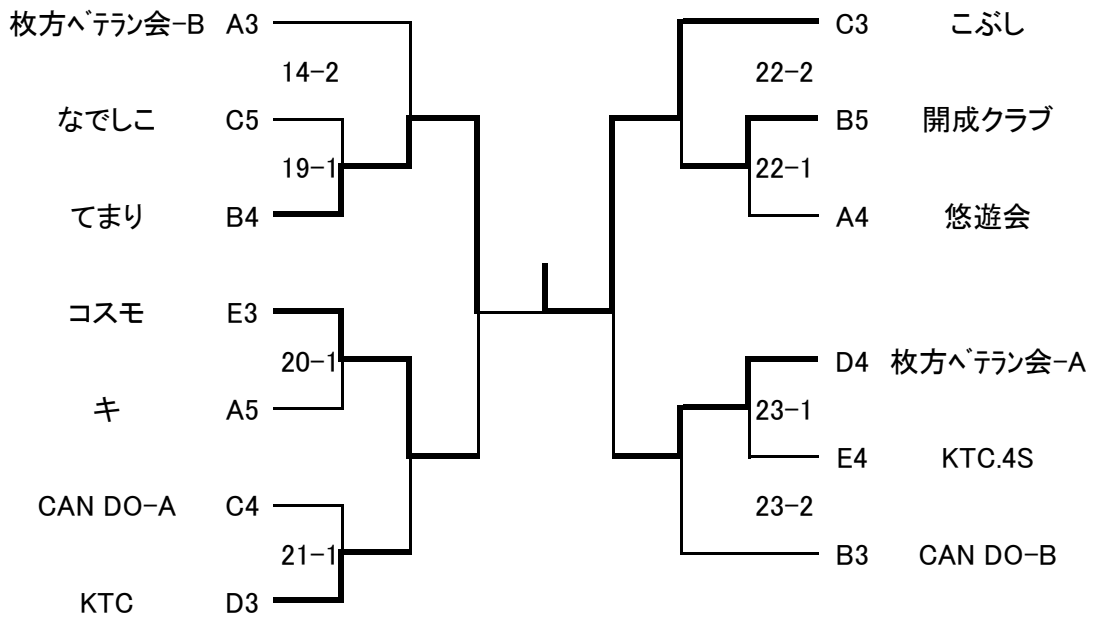 枚方ﾍﾞﾃﾗﾝ会-B A3
14-2
なでしこ C5
19-1
てまり B4
コスモ E3
20-1
キ A5
CAN DO-A C4
21-1
KTC D3
C3 こぶし
22-2
B5 開成クラブ
22-1
A4 悠遊会
D4 枚方ﾍﾞﾃﾗﾝ会-A
23-1
E4 KTC.4S
23-2
B3 CAN DO-B